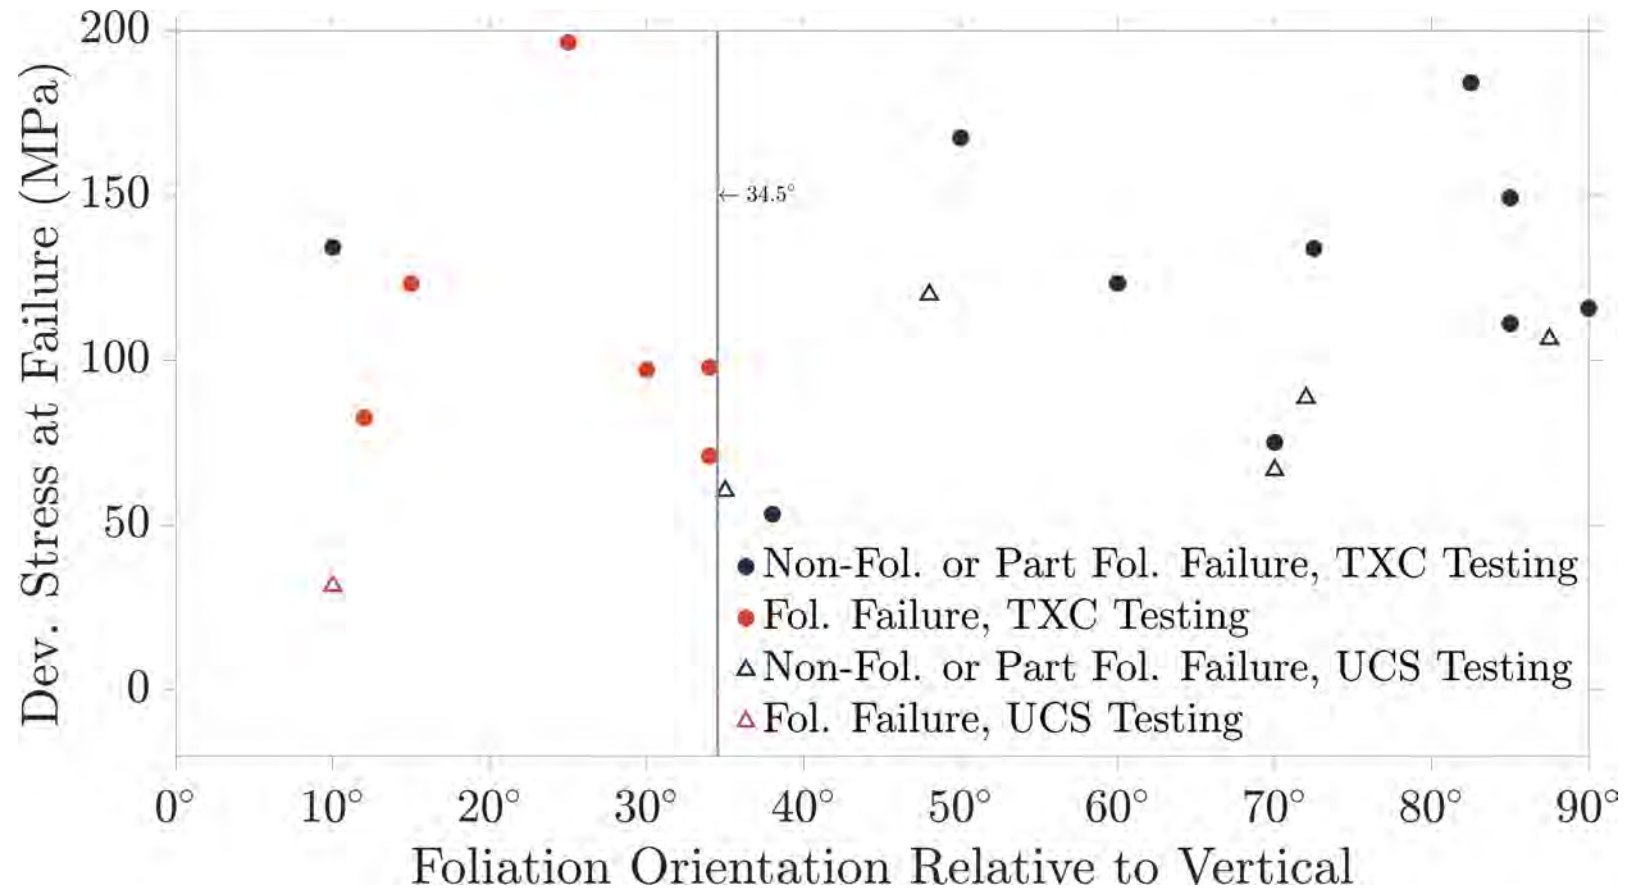 200
150
100
50
0
Dev. Stress at Failure (MPa)
← 34.5°
Non-Fol. or Part Fol. Failure, TXC Testing
Fol. Failure, TXC Testing
Non-Fol. or Part Fol. Failure, UCS Testing
Fol. Failure, UCS Testing
0° 10° 20° 30° 40° 50° 60° 70° 80° 90°
Foliation Orientation Relative to Vertical